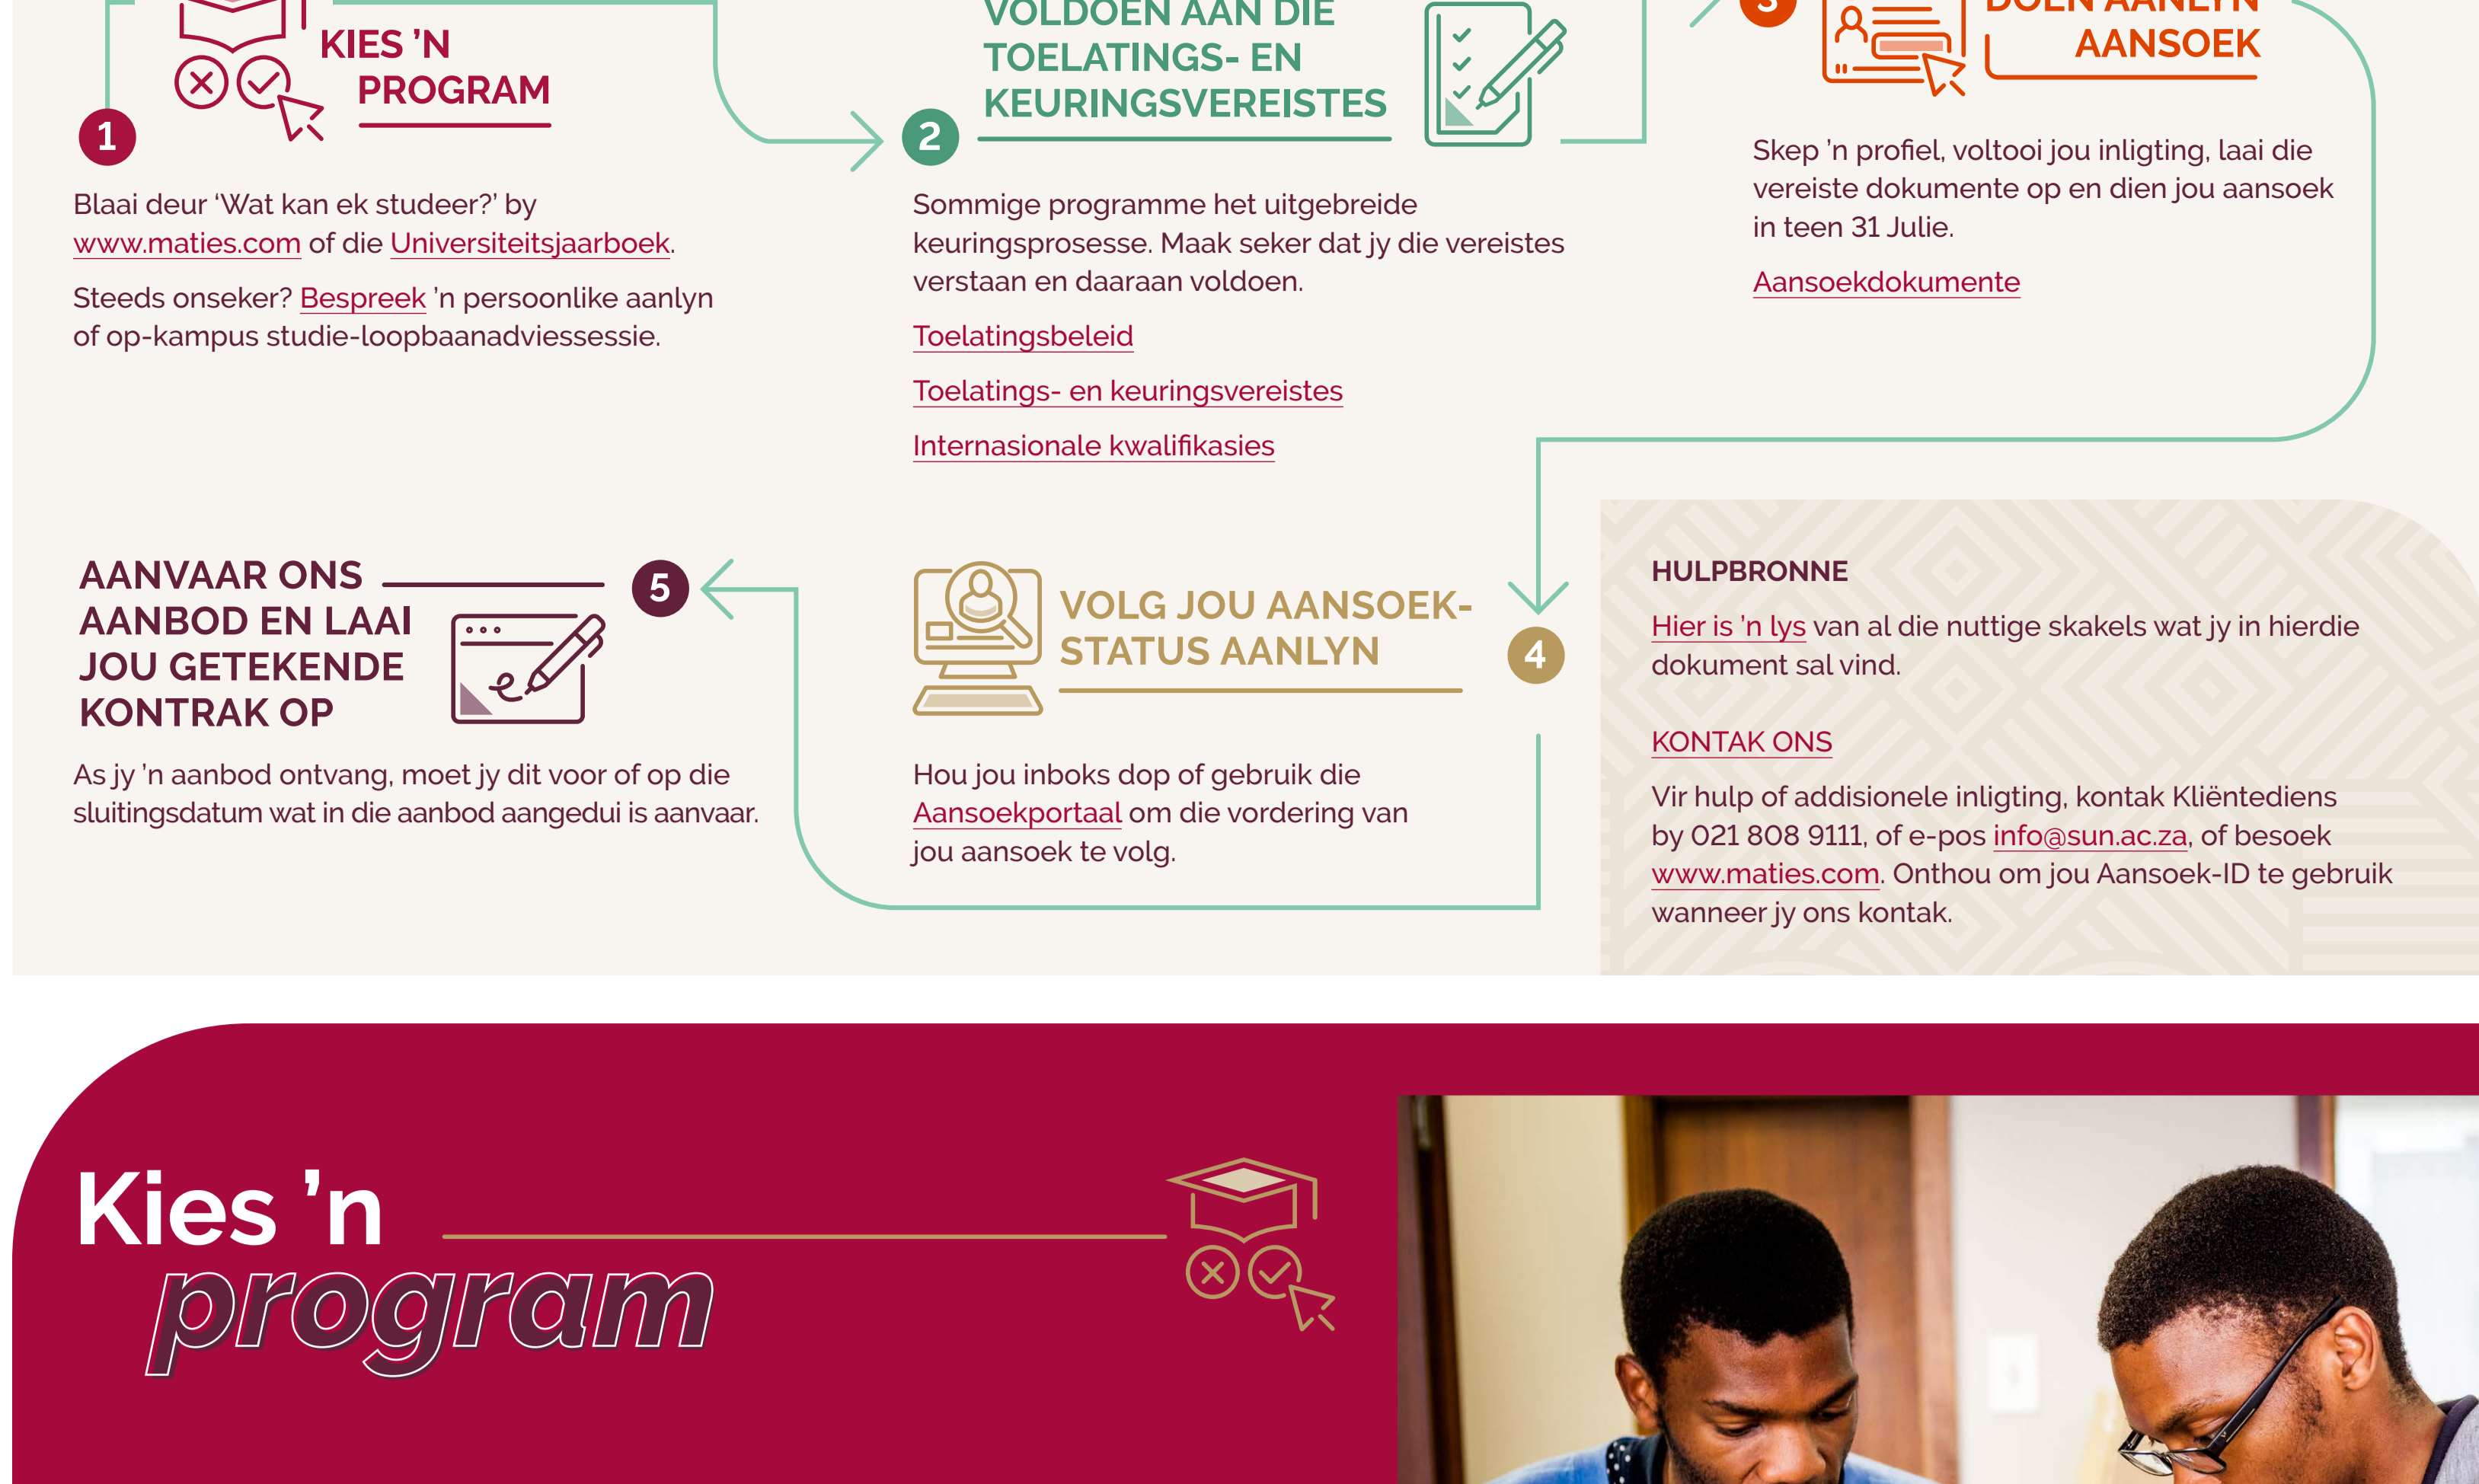 KIES ’N
PROGRAM
1
Blaai deur ‘Wat kan ek studeer?’ by
www.maties.com of die Universiteitsjaarboek.
Steeds onseker? Bespreek ’n persoonlike aanlyn
of op-kampus studie-loopbaanadviessessie.
VOLDOEN AAN DIE
TOELATINGS- EN
KEURINGSVEREISTES
2
Sommige programme het uitgebreide
keuringsprosesse. Maak seker dat jy die vereistes
verstaan en daaraan voldoen.
Toelatingsbeleid
Toelatings- en keuringsvereistes
Internasionale kwalifikasies
3
DOEN AANLYN
AANSOEK
Skep ’n profiel, voltooi jou inligting, laai die
vereiste dokumente op en dien jou aansoek
in teen 31 Julie.
Aansoekdokumente
VOLG JOU AANSOEK-
STATUS AANLYN
4
Hou jou inboks dop of gebruik die
Aansoekportaal om die vordering van
jou aansoek te volg.
AANVAAR ONS
AANBOD EN LAAI
JOU GETEKENDE
KONTRAK OP
5
As jy ’n aanbod ontvang, moet jy dit voor of op die
sluitingsdatum wat in die aanbod aangedui is aanvaar.
HULPBRONNE
Hier is ’n lys van al die nuttige skakels wat jy in hierdie
dokument sal vind.
KONTAK ONS
Vir hulp of addisionele inligting, kontak Kliëntediens
by 021 808 9111, of e-pos info@sun.ac.za, of besoek
www.maties.com. Onthou om jou Aansoek-ID te gebruik
wanneer jy ons kontak.
Kies ’n
program